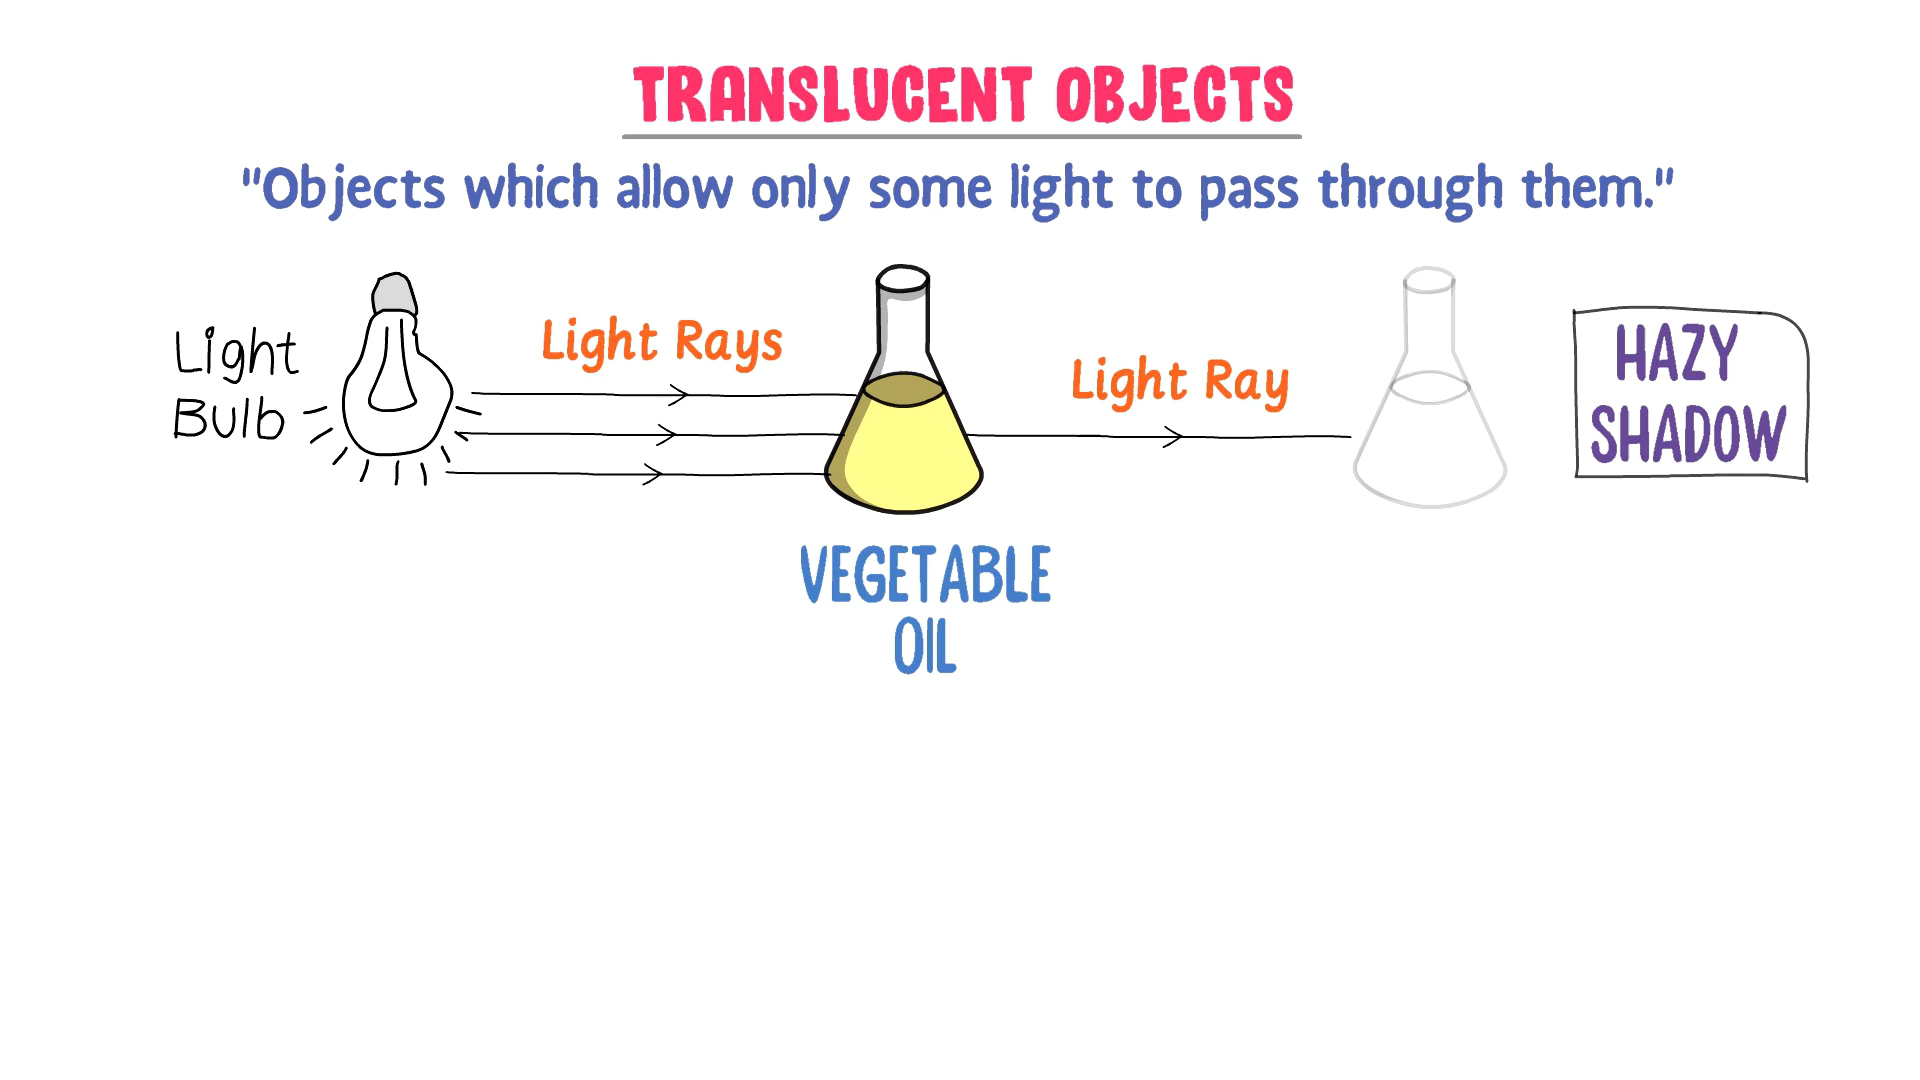 TRANSLUCENT OBJECTS
"Objects which allow only some light to pass through them."
Light
Bulb
Light Rays
Light Ray
HAZY
SHADOW
VEGETABLE
OIL